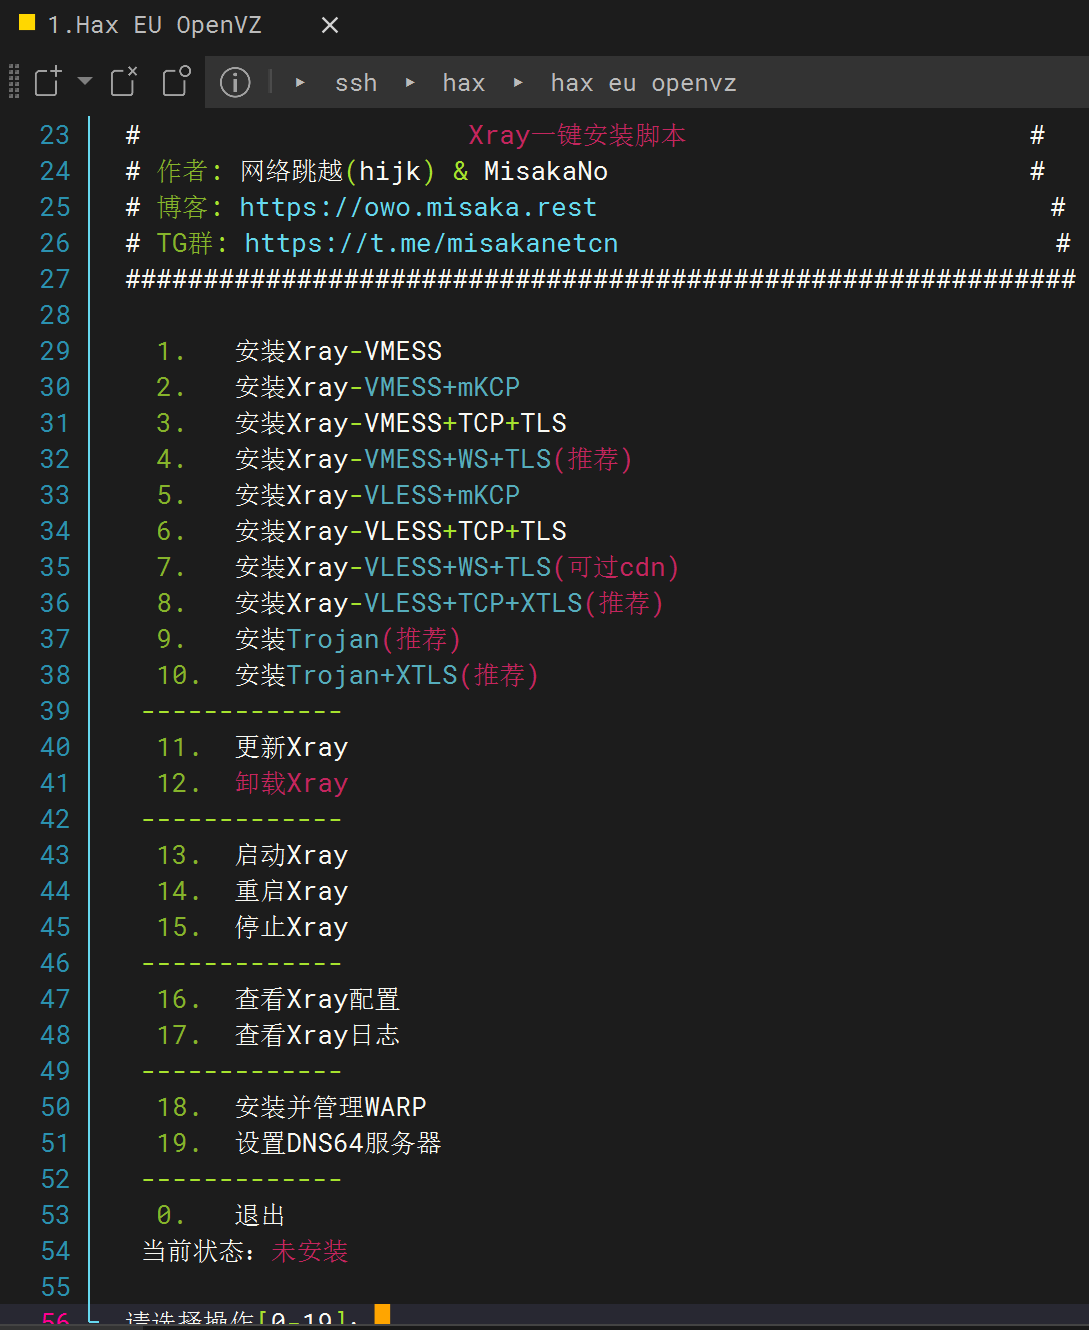 1.Hax EU OpenVZ
ssh hax hax eu openvz
23 # Xray一键安装脚本 #
24 # 作者: 网络跳越(hijk) & MisakaNo #
25 # 博客: https://owo.misaka.rest #
26 # TG群: https://t.me/misakanetcn #
27 #############################################################
28
29 1. 安装Xray-VMESS
30 2. 安装Xray-VMESS+mKCP
31 3. 安装Xray-VMESS+TCP+TLS
32 4. 安装Xray-VMESS+WS+TLS(推荐)
33 5. 安装Xray-VLESS+mKCP
34 6. 安装Xray-VLESS+TCP+TLS
35 7. 安装Xray-VLESS+WS+TLS(可过cdn)
36 8. 安装Xray-VLESS+TCP+XTLS(推荐)
37 9. 安装Trojan(推荐)
38 10. 安装Trojan+XTLS(推荐)
39 -------------
40 11. 更新Xray
41 12. 卸载Xray
42 -------------
43 13. 启动Xray
44 14. 重启Xray
45 15. 停止Xray
46 -------------
47 16. 查看Xray配置
48 17. 查看Xray日志
49 -------------
50 18. 安装并管理WARP
51 19. 设置DNS64服务器
52 -------------
53 0. 退出
54 当前状态：未安装
55
56 请选择操作[0-19]：